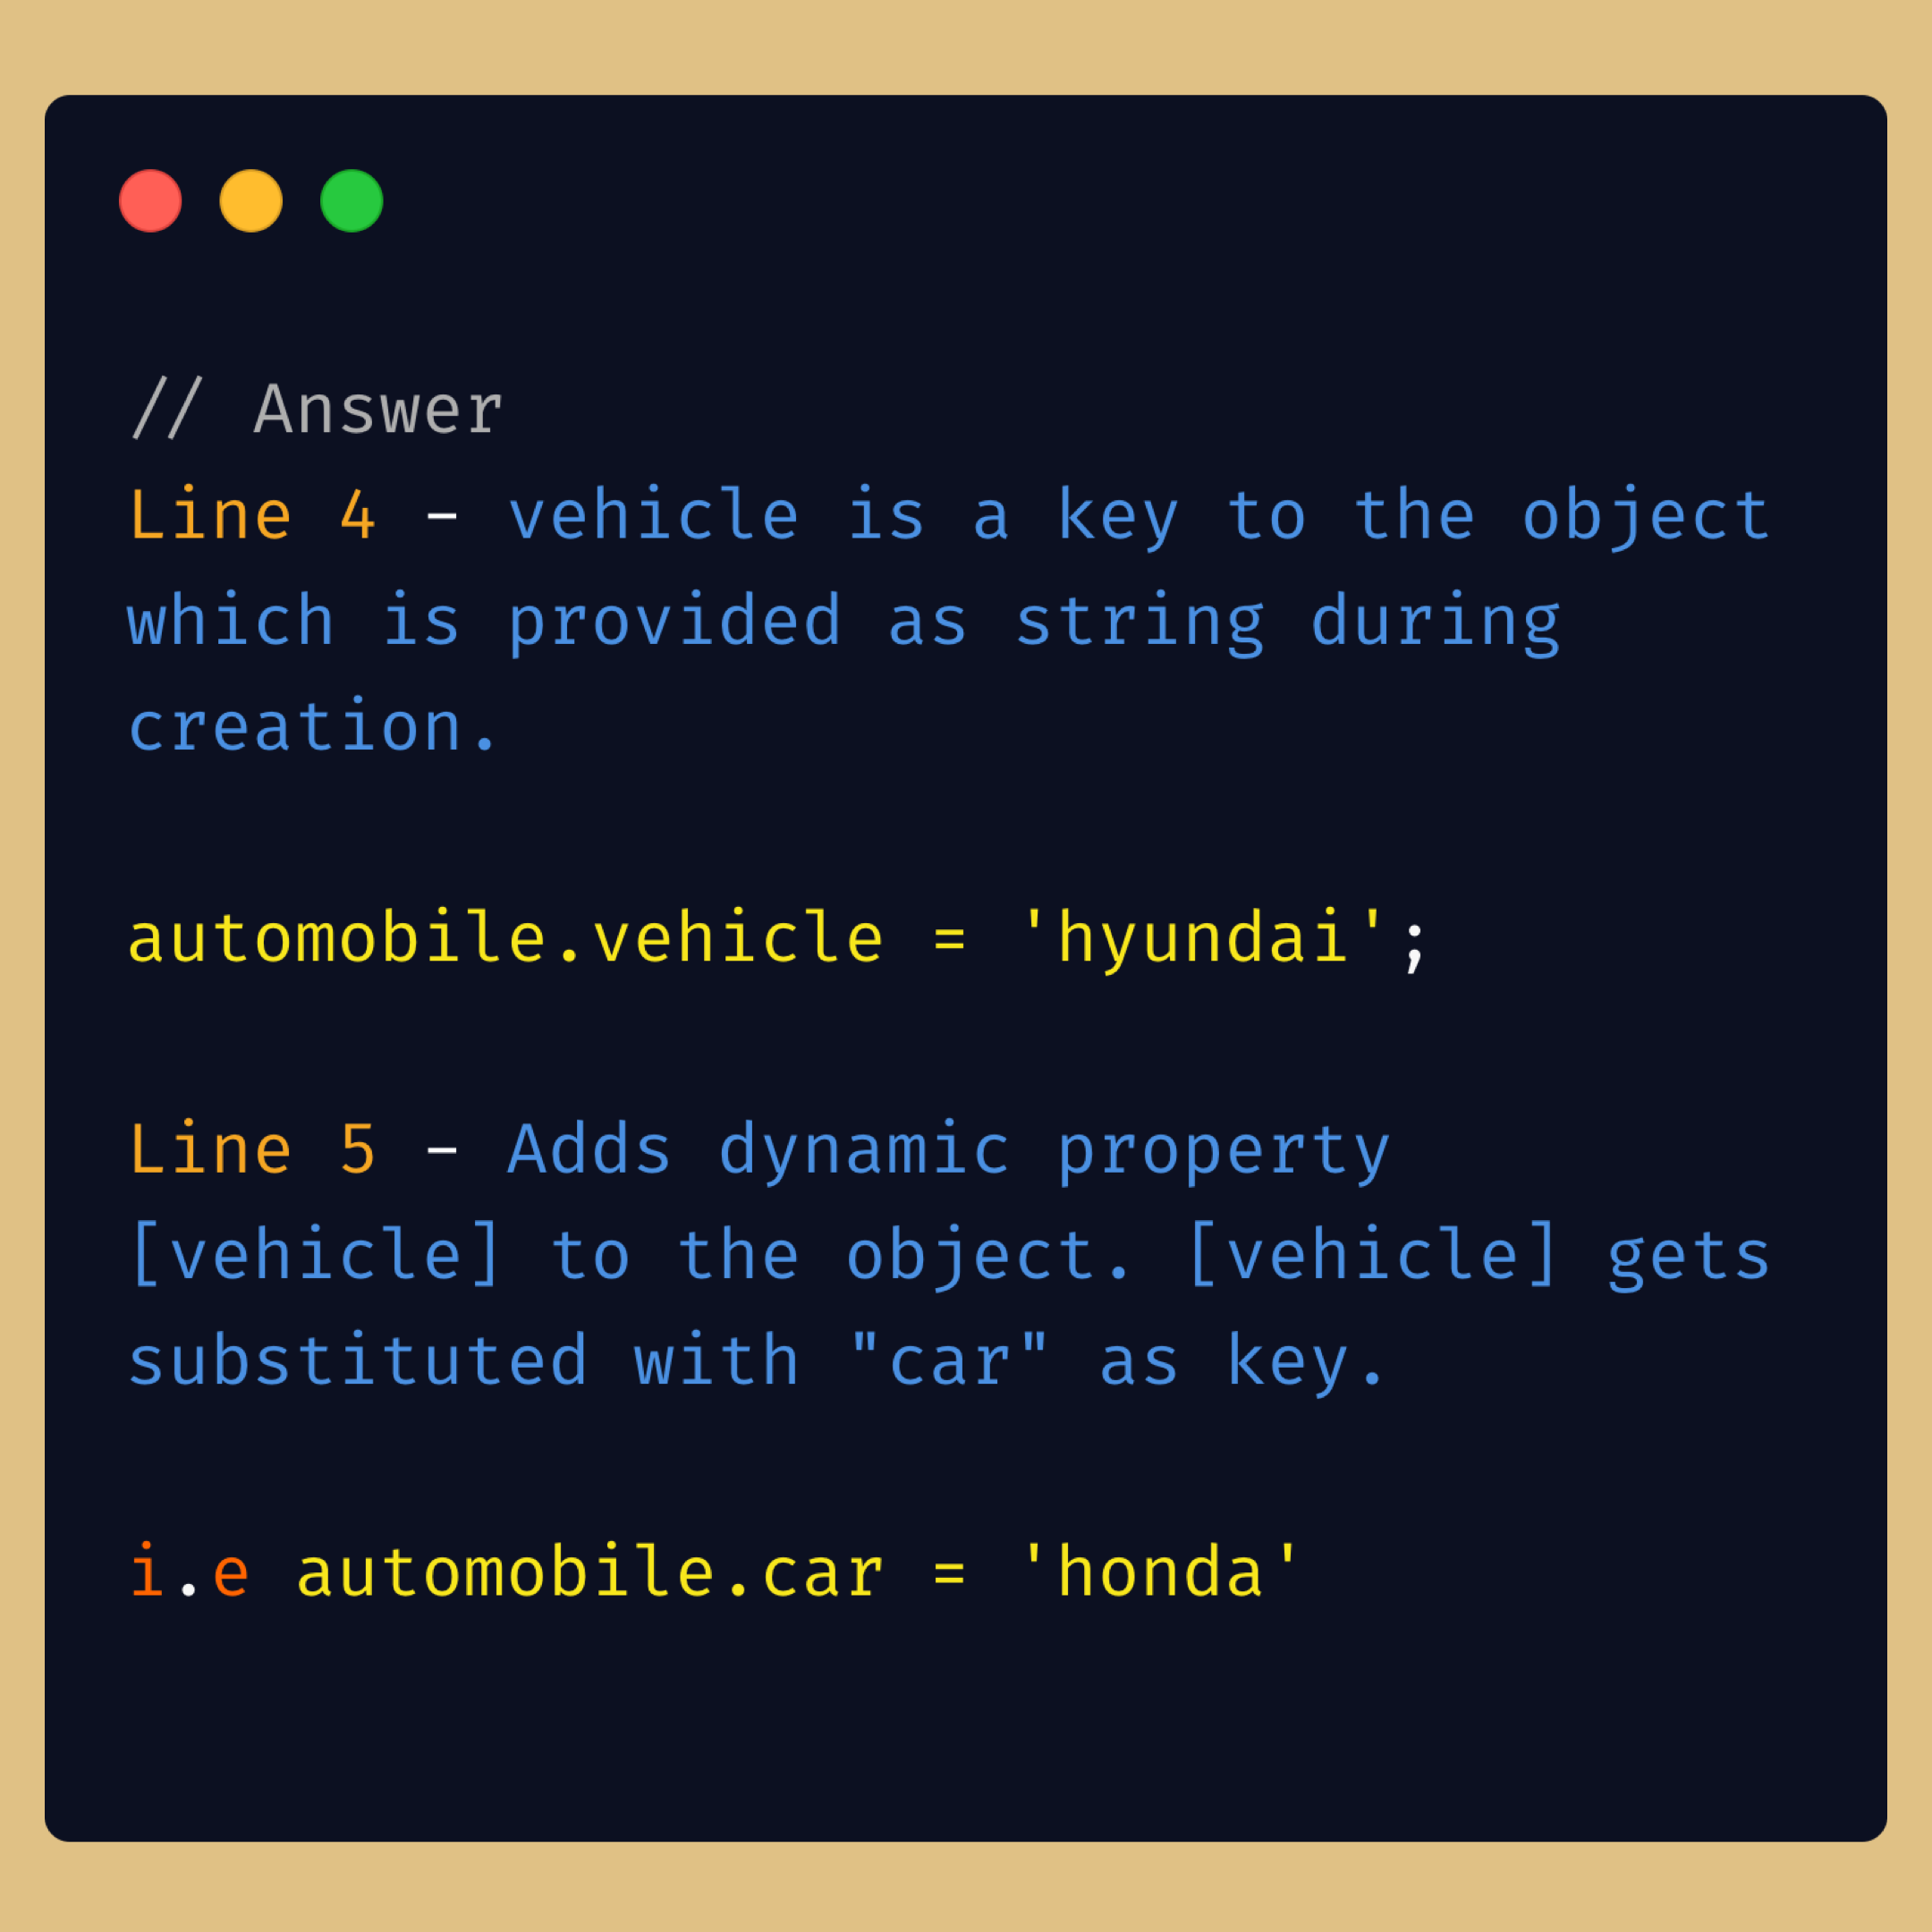 // Answer
Line 4 - vehicle is a key to the object
which is provided as string during
creation.
automobile.vehicle = 'hyundai';
Line 5 - Adds dynamic property
[vehicle] to the object. [vehicle] gets
substituted with "car" as key.
i.e automobile.car = 'honda'